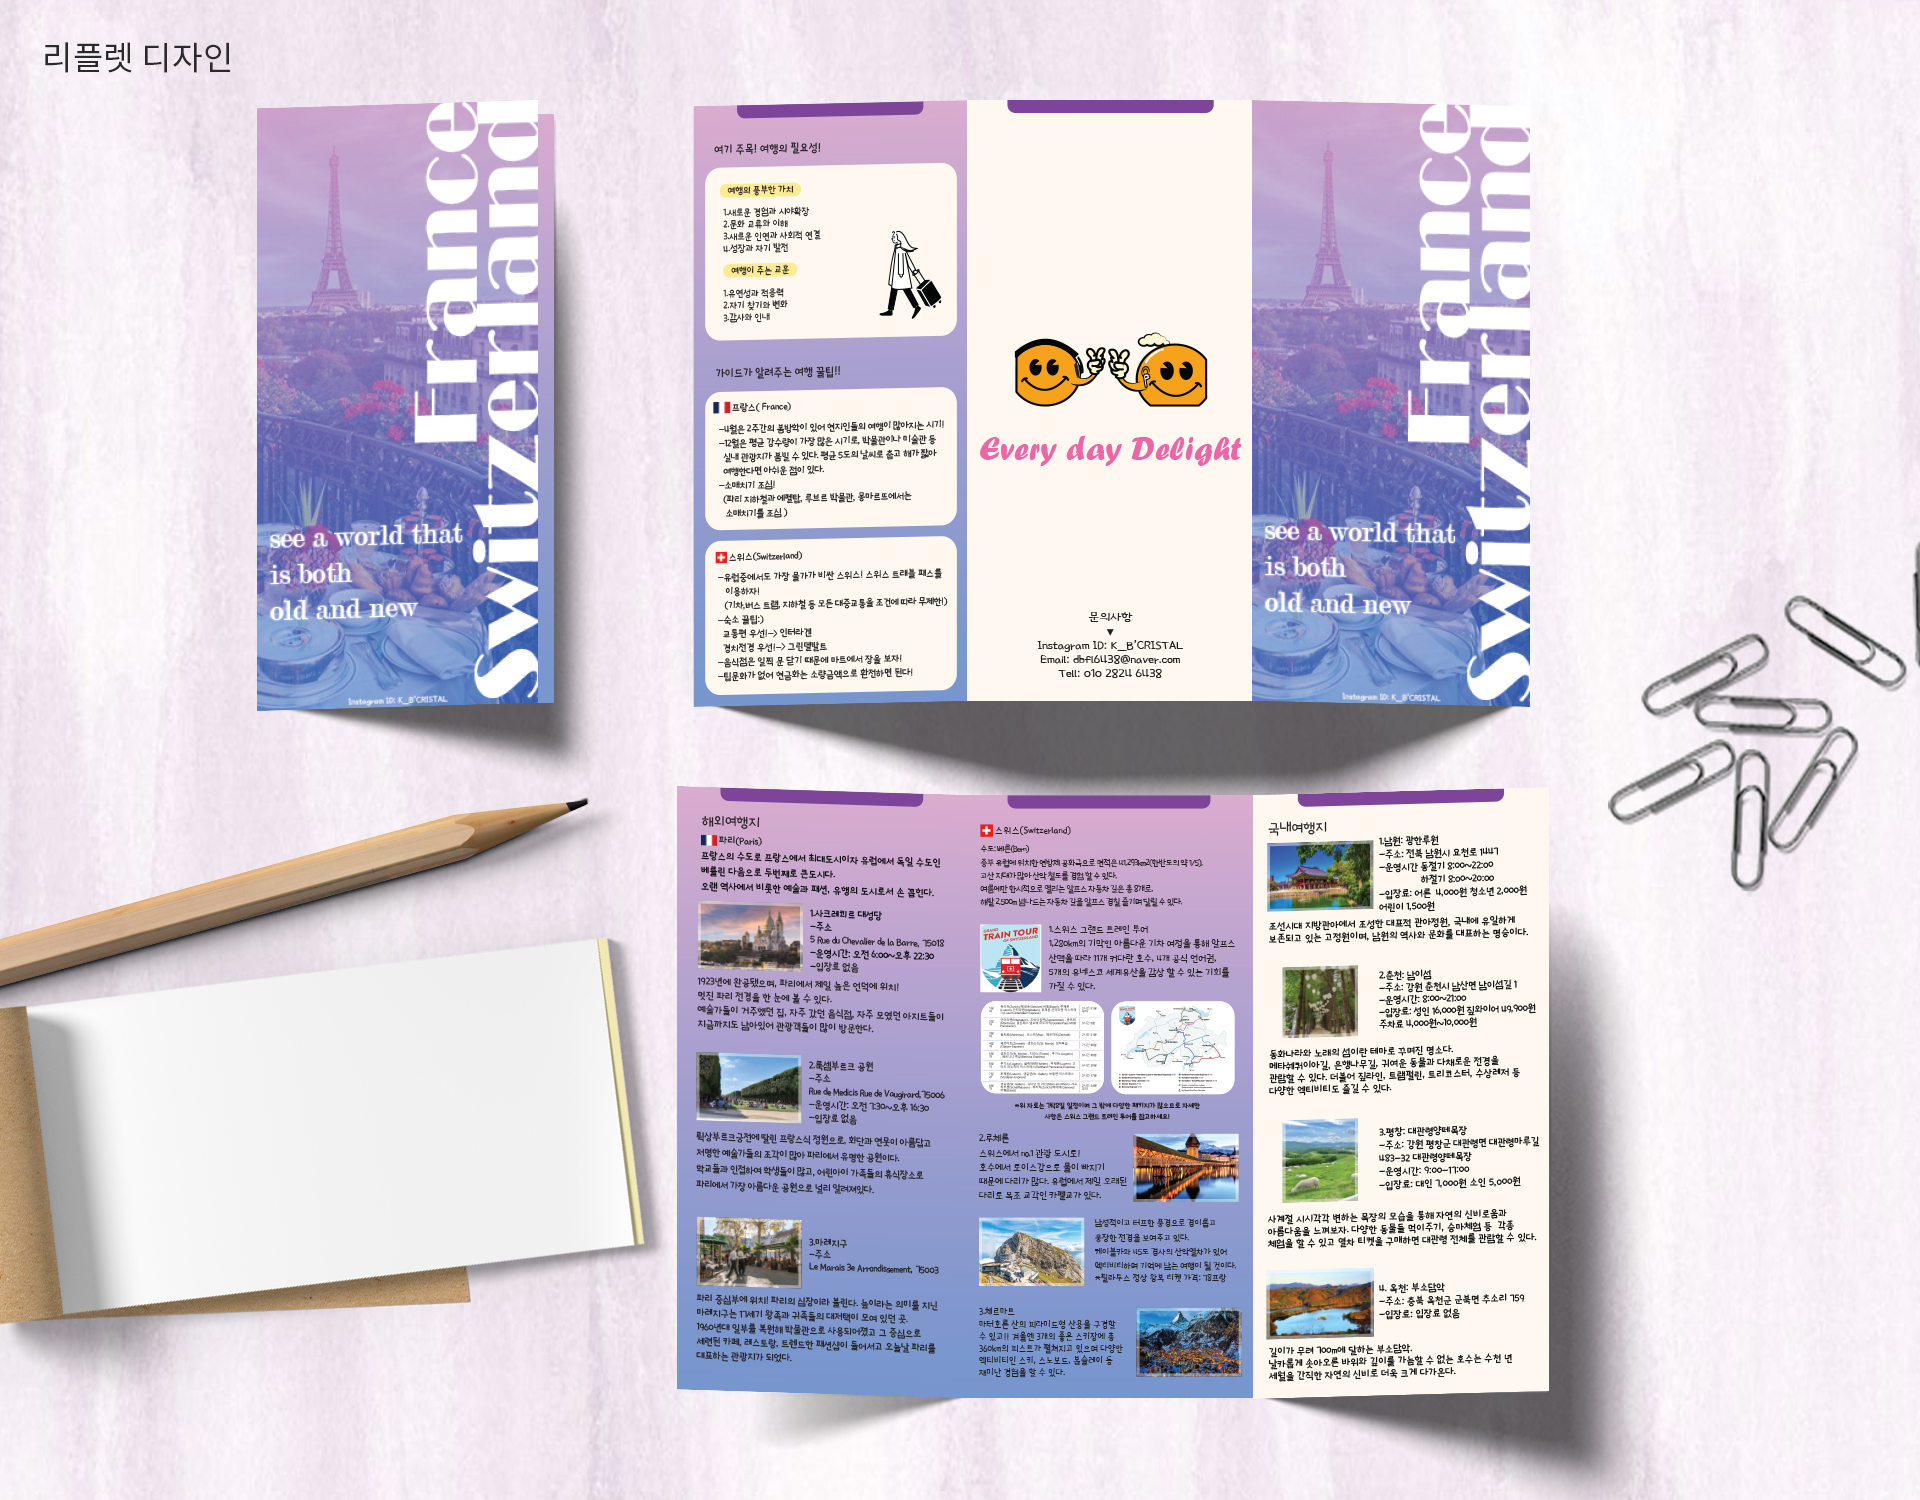 리플렛 디자인
France
Switzerland
see a world that
is both
old and new
Instagram ID: K_B'CRISTAL
여기 주목! 여행의 필요성!
여행의 풍부한 가치
1.새로운 경험과 시야확장
2.문화 교류와 이해
3.새로운 인연과 사회적 연결
4.성장과 자기 발전
여행이 주는 교훈
1.유연성과 적응력
2.자기 찾기와 변화
3.감사와 인내
가이드가 알려주는 여행 꿀팁!!
프랑스( France)
-4월은 2주간의 봄방학이 있어 현지인들의 여행이 많아지는 시기!
-12월은 평균 강수량이 가장 많은 시기로, 박물관이나 미술관 등
실내 관광지가 붐빌 수 있다. 평균 5도의 날씨로 춥고 해가 짧아
여행한다면 아쉬운 점이 있다.
-소매치기 조심!
(파리 지하철과 에펠탑, 루브르 박물관, 몽마르뜨에서는
소매치기를 조심 )
스위스(Switzerland)
-유럽중에서도 가장 물가가 비싼 스위스! 스위스 트래블 패스를
이용하자!
(기차,버스 트램, 지하철 등 모든 대중교통을 조건에 따라 무제한!)
-숙소 꿀팁:)
교통편 우선!-> 인터라켄
경치전경 우선!-> 그린델발트
-음식점은 일찍 문 닫기 때문에 마트에서 장을 보자!
-팁문화가 없어 현금화는 소량금액으로 환전하면 된다!
Every day Delight
문의사항
▼
Instagram ID: K_B'CRISTAL
Email: dbfl6438@naver.com
Tell: 010 2824 6438
France
Switzerland
see a world that
is both
old and new
Instagram ID: K_B'CRISTAL
해외여행지
파리(Paris)
프랑스의 수도로 프랑스에서 최대도시이자 유럽에서 독일 수도인
베를린 다음으로 두번째로 큰도시다.
오랜 역사에서 비롯한 예술과 패션, 유행의 도시로서 손 꼽힌다.
1.사크레쾨르 대성당
-주소
5 Rue du Chevalier de la Barre, 75018
-운영시간: 오전 6:00~오후 22:30
-입장료 없음
1923년에 완공됐으며, 파리에서 제일 높은 언덕에 위치!
멋진 파리 전경을 한 눈에 볼 수 있다.
예술가들이 거주했던 집, 자주 갔던 음식점, 자주 모였던 아지트들이
지금까지도 남아있어 관광객들이 많이 방문한다.
2.룩셈부르크 공원
-주소
Rue de Medicis Rue de Vaugirard,75006
-운영시간: 오전 7:30~오후 16:30
-입장료 없음
뤽상부르크궁전에 딸린 프랑스식 정원으로, 화단과 연못이 아름답고
저명한 예술가들의 조각이 많아 파리에서 유명한 공원이다.
학교들과 인접하여 학생들이 많고, 어린아이 가족들의 휴식장소로
파리에서 가장 아름다운 공원으로 널리 알려져있다.
3.마레지구
-주소
Le Marais 3e Arrondissement, 75003
파리 중심부에 위치! 파리의 심장이라 불린다. 늪이라는 의미를 지닌
마레지구는 17세기 왕족과 귀족들의 대저택이 모여 있던 곳.
1960년대 일부를 복원해 박물관으로 사용되어졌고 그 중심으로
세련된 카페, 레스토랑, 트렌드한 패션샵이 들어서고 오늘날 파리를
대표하는 관광지가 되었다.
스위스(Switzerland)
수도:베른(Bern)
중부 유럽에 위치한 연방제 공화국으로 면적은 41,293km2(한반도의 약 1/5).
고산 지대가 많아 산악 철도를 경험 할 수 있다.
여름에만 한시적으로 열리는 알프스 자동차 길은 총 8개로,
해발 2,500m 넘나드는 자동차 길을 알프스 경칠 즐기며 달릴 수 있다.
GRAND
TRAIN TOUR
OF SWITZERLAND
1.스위스 그랜드 트레인 투어
1,280km의 기막힌 아름다운 기차 여정을 통해 알프스
산맥을 따라 11개 커다란 호수, 4개 공식 언어권,
5개의 유네스코 세계유산을 감상 할 수 있는 기회를
가질 수 있다.
*위 자료는 7박8일 일정이며 그 밖에 다양한 패키지가 많으므로 자세한
사항은 스위스 그랜드 트레인 투어를 참고하세요!
2.루체른
스위스에서 no.1 관광 도시로!
호수에서 로이스강으로 물이 빠지기
때문에 다리가 많다. 유럽에서 제일 오래된
다리로 목조 교각인 카펠교가 있다.
남성적이고 터프한 풍경으로 경이롭고
웅장한 전경을 보여주고 있다.
케이블카와 45도 경사의 산악열차가 있어
액티비티하며 기억에 남는 여행이 될 것이다.
*필라투스 정상 왕복 티켓 가격: 78프랑
3.체르마트
마터호른 산의 피라미드형 산용을 구경할
수 있고!! 겨울엔 3개의 좋은 스키장에 총
360km의 피스트가 펼쳐지고 있으며 다양한
액티비티인 스키, 스노보드, 봅슬레이 등
재미난 경험을 할 수 있다.
국내여행지
1.남원: 광한루원
-주소: 전북 남원시 요천로 1447
-운영시간 동절기 8:00~22:00
하절기 8:00~20:00
-입장료: 어른 4,000원 청소년 2,000원
어린이 1,500원
조선시대 지방관아에서 조성한 대표적 관아정원, 국내에 유일하게
보존되고 있는 고정원이며, 남원의 역사와 문화를 대표하는 명승이다.
2.춘천: 남이섬
-주소: 강원 춘천시 남산면 남이섬길 1
-운영시간: 8:00~21:00
-입장료: 성인 16,000원 짚와이어 49,900원
주차료 4,000원~10,000원
동화나라와 노래의 섬이란 테마로 꾸며진 명소다.
메타쉐쿼이아길, 은행나무길, 귀여운 동물과 다채로운 전경을
관람할 수 있다. 더불어 짚라인, 트램펄린, 트리코스터, 수상레저 등
다양한 액티비티도 즐길 수 있다.
3.평창: 대관령양떼목장
-주소: 강원 평창군 대관령면 대관령마루길
483-32 대관령양떼목장
-운영시간: 9:00-17:00
-입장료: 대인 7,000원 소인 5,000원
사계절 시시각각 변하는 목장의 모습을 통해 자연의 신비로움과
아름다움을 느껴보자. 다양한 동물들 먹이주기, 승마체험 등 각종
체험을 할 수 있고 열차 티켓을 구매하면 대관령 전체를 관람할 수 있다.
4. 옥천: 부소담악
-주소: 충북 옥천군 군북면 추소리 759
-입장료: 입장료 없음
길이가 무려 700m에 달하는 부소담악.
날카롭게 솟아오른 바위와 깊이를 가늠할 수 없는 호수는 수천 년
세월을 간직한 자연의 신비로 더욱 크게 다가온다.